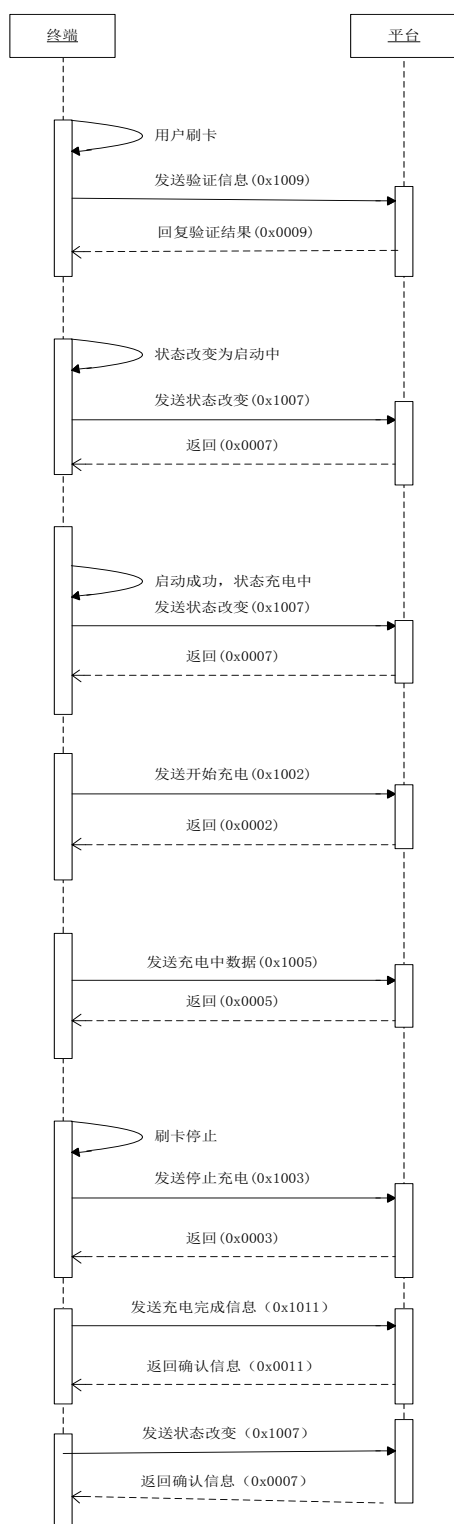 终端
平台
用户刷卡
发送验证信息(0x1009)
回复验证结果(0x0009)
状态改变为启动中
发送状态改变(0x1007)
返回(0x0007)
启动成功，状态充电中
发送状态改变(0x1007)
返回(0x0007)
发送开始充电(0x1002)
返回(0x0002)
发送充电中数据(0x1005)
返回(0x0005)
刷卡停止
发送停止充电(0x1003)
返回(0x0003)
发送充电完成信息（0x1011）
返回确认信息（0x0011）
发送状态改变（0x1007）
返回确认信息（0x0007）